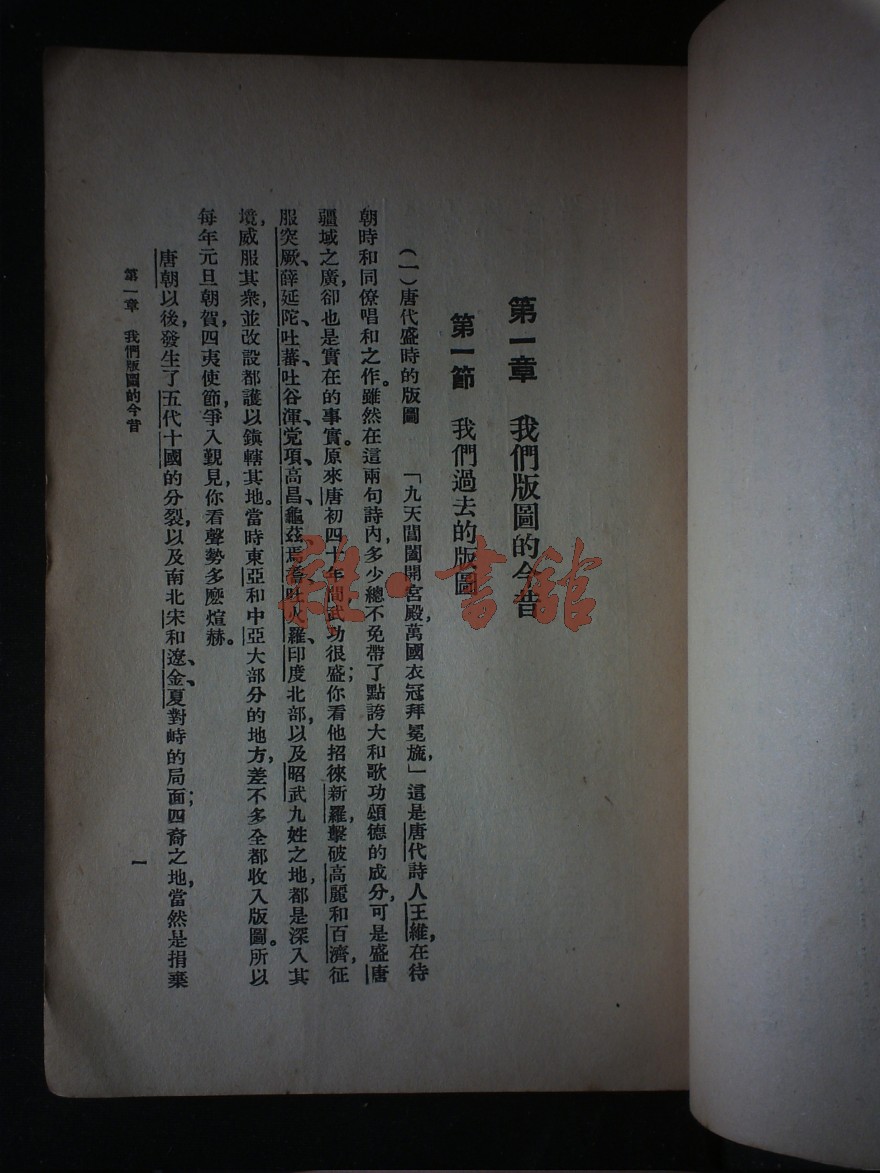 第一章 我們版圖的今昔
第一節 我們過去的版圖
(一)唐代盛時的版圖 「九天閶闔開宮殿,萬國衣冠拜冕旒,」這是唐代詩人王維,在待
朝時和同僚唱和之作。雖然在這兩句詩內,多少總不免帶了點誇大和歌功頌德的成分,可是盛唐
疆域之廣,卻也是實在的事實。原來唐初四十年間,武功很盛;你看他招徠新羅,擊破高麗和百濟,征
服突厥、薛延陀、吐蕃、吐谷渾、党項、高昌、龜茲、焉耆、吐火羅、印度北部,以及昭武九姓之地,都是深入其
境,威服其衆,並改設都護以鎮轄其地。當時東亞和中亞大部分的地方,差不多全都收入版圖。所以
每年元旦朝賀,四夷使節,爭入覲見,你看聲勢多麽煊赫。
唐朝以後,發生了五代十國的分裂,以及南北宋和遼、金、夏對峙的局面;四裔之地,當然是捐棄
第一章 我們版圖的今昔
一
雜·書館